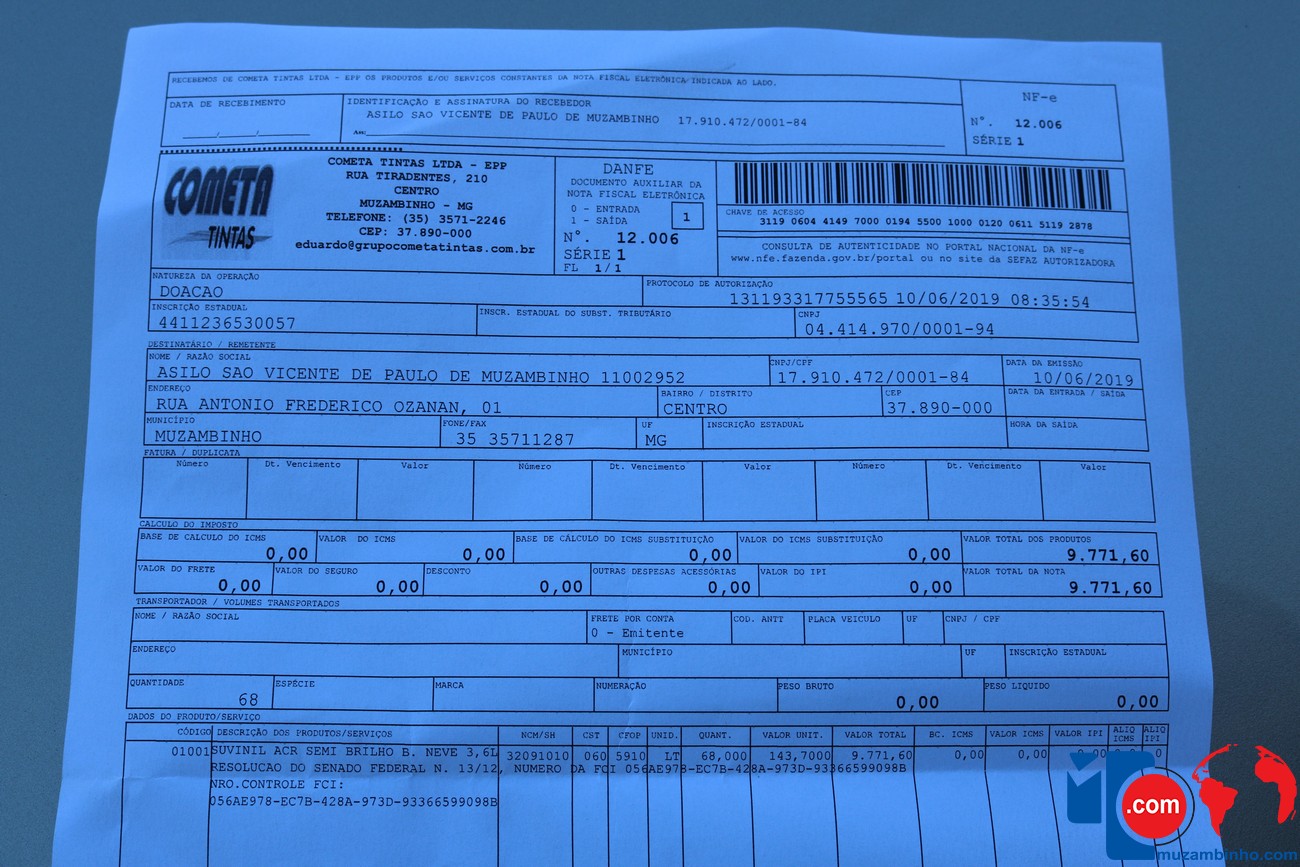 RECEBEMOS DE COMETA TINTAS LTDA - EPP OS PRODUTOS E/OU SERVIÇOS CONSTANTES DA NOTA FISCAL ELETRÔNICA INDICADA AO LADO.
DATA DE RECEBIMENTO
IDENTIFICAÇÃO E ASSINATURA DO RECEBEDOR
ASILO SAO VICENTE DE PAULO DE MUZAMBINHO 17.910.472/0001-84
Ass:
NF-e
Nº. 12.006
SÉRIE 1
COMETA
TINTAS
COMETA TINTAS LTDA - EPP
RUA TIRADENTES, 210
CENTRO
MUZAMBINHO - MG
TELEFONE: (35) 3571-2246
CEP: 37.890-000
eduardo@grupocometatintas.com.br
DANFE
DOCUMENTO AUXILIAR DA
NOTA FISCAL ELETRÔNICA
0 - ENTRADA
1 - SAÍDA
1
Nº. 12.006
SÉRIE 1
FL 1/1
CHAVE DE ACESSO
3119 0604 4149 7000 0194 5500 1000 0120 0611 5119 2878
CONSULTA DE AUTENTICIDADE NO PORTAL NACIONAL DA NF-e
www.nfe.fazenda.gov.br/portal ou no site da SEFAZ AUTORIZADORA
NATUREZA DA OPERAÇÃO
DOACAO
PROTOCOLO DE AUTORIZAÇÃO
131193317755565 10/06/2019 08:35:54
INSCRIÇÃO ESTADUAL
4411236530057
INSCR. ESTADUAL DO SUBST. TRIBUTÁRIO
CNPJ
04.414.970/0001-94
DESTINATÁRIO / REMETENTE
NOME / RAZÃO SOCIAL
ASILO SAO VICENTE DE PAULO DE MUZAMBINHO 11002952
CNPJ/CPF
17.910.472/0001-84
DATA DA EMISSÃO
10/06/2019
ENDEREÇO
RUA ANTONIO FREDERICO OZANAN, 01
BAIRRO / DISTRITO
CENTRO
CEP
37.890-000
DATA DA ENTRADA / SAÍDA
MUNICÍPIO
MUZAMBINHO
FONE/FAX
35 35711287
UF
MG
INSCRIÇÃO ESTADUAL
HORA DA SAÍDA
FATURA / DUPLICATA
Número Dt. Vencimento Valor Número Dt. Vencimento Valor Número Dt. Vencimento Valor
CALCULO DO IMPOSTO
BASE DE CALCULO DO ICMS VALOR DO ICMS BASE DE CÁLCULO DO ICMS SUBSTITUIÇÃO VALOR DO ICMS SUBSTITUIÇÃO VALOR TOTAL DOS PRODUTOS
0,00 0,00 0,00 0,00 9.771,60
VALOR DO FRETE VALOR DO SEGURO DESCONTO OUTRAS DESPESAS ACESSÓRIAS VALOR DO IPI VALOR TOTAL DA NOTA
0,00 0,00 0,00 0,00 0,00 9.771,60
TRANSPORTADOR / VOLUMES TRANSPORTADOS
NOME / RAZÃO SOCIAL FRETE POR CONTA COD. ANTT PLACA VEICULO UF CNPJ / CPF
0 - Emitente
ENDEREÇO MUNICÍPIO UF INSCRIÇÃO ESTADUAL
QUANTIDADE ESPÉCIE MARCA NUMERAÇÃO PESO BRUTO PESO LIQUIDO
68 0,00 0,00
DADOS DO PRODUTO/SERVIÇO
CÓDIGO DESCRIÇÃO DOS PRODUTOS/SERVIÇOS NCM/SH CST CFOP UNID. QUANT. VALOR UNIT. VALOR TOTAL BC. ICMS VALOR ICMS VALOR IPI ALIQ ICMS ALIQ IPI
01001 SUVINIL ACR SEMI BRILHO B. NEVE 3,6L 32091010 060 5910 LT 68,000 143,7000 9.771,60 0,00 0,00 0,00 0 0
RESOLUCAO DO SENADO FEDERAL N. 13/12, NUMERO DA FCI 056AE978-EC7B-428A-973D-93366599098B
NRO.CONTROLE FCI:
056AE978-EC7B-428A-973D-93366599098B
.com
muzambinho.com